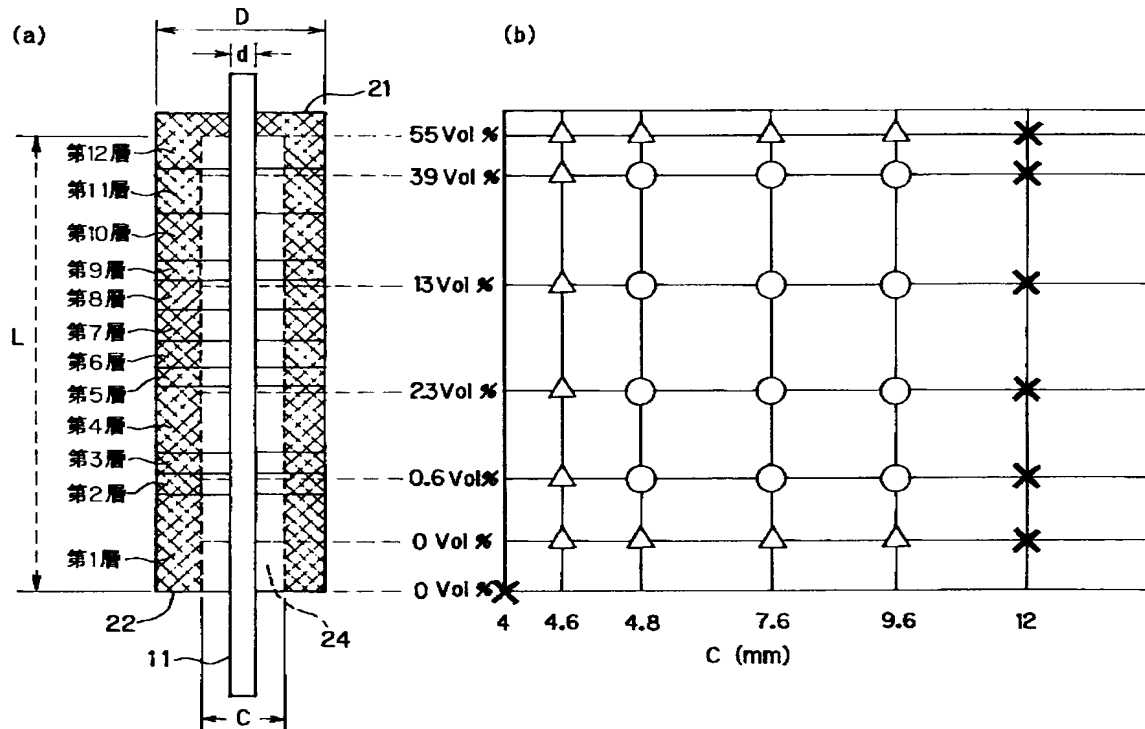 (a)
D
d
21
L
第12層
第11層
第10層
第9層
第8層
第7層
第6層
第5層
第4層
第3層
第2層
第1層
22
11
24
C
(b)
55 Vol %
39 Vol %
13 Vol %
23 Vol %
0.6 Vol %
0 Vol %
0 Vol %
4 4.6 4.8 7.6 9.6 12
C (mm)